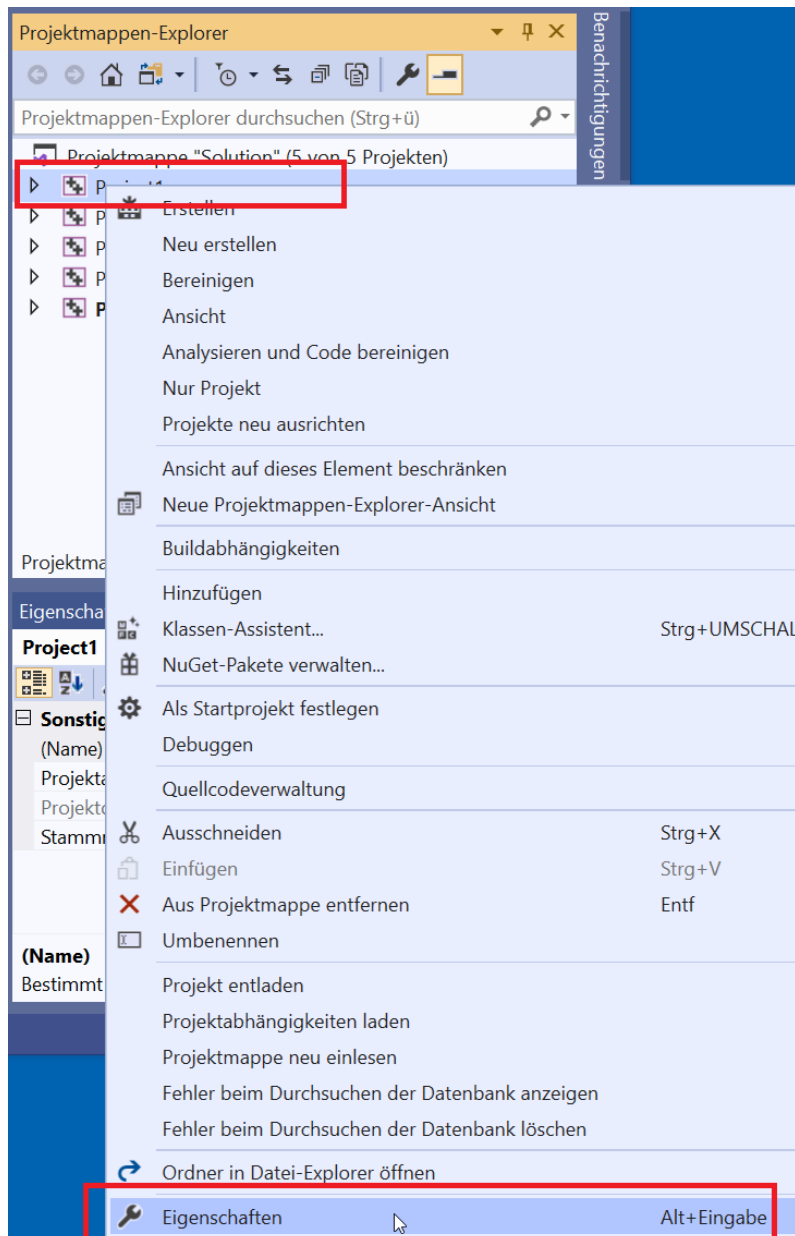 Projektmappen-Explorer
Benachrichtigungen
Projektmappen-Explorer durchsuchen (Strg+ü)
Projektmappe "Solution" (5 von 5 Projekten)
Project1
P
P
P
P
Erstellen
Neu erstellen
Bereinigen
Ansicht
Analysieren und Code bereinigen
Nur Projekt
Projekte neu ausrichten
Ansicht auf dieses Element beschränken
Neue Projektmappen-Explorer-Ansicht
Buildabhängigkeiten
Hinzufügen
Klassen-Assistent... Strg+UMSCHAL
NuGet-Pakete verwalten...
Als Startprojekt festlegen
Debuggen
Quellcodeverwaltung
Ausschneiden Strg+X
Einfügen Strg+V
Aus Projektmappe entfernen Entf
Umbenennen
Projekt entladen
Projektabhängigkeiten laden
Projektmappe neu einlesen
Fehler beim Durchsuchen der Datenbank anzeigen
Fehler beim Durchsuchen der Datenbank löschen
Ordner in Datei-Explorer öffnen
Eigenschaften Alt+Eingabe
Projektma
Eigenscha
Project1
Sonstig
(Name)
Projekta
Projekto
Stammr
(Name)
Bestimmt